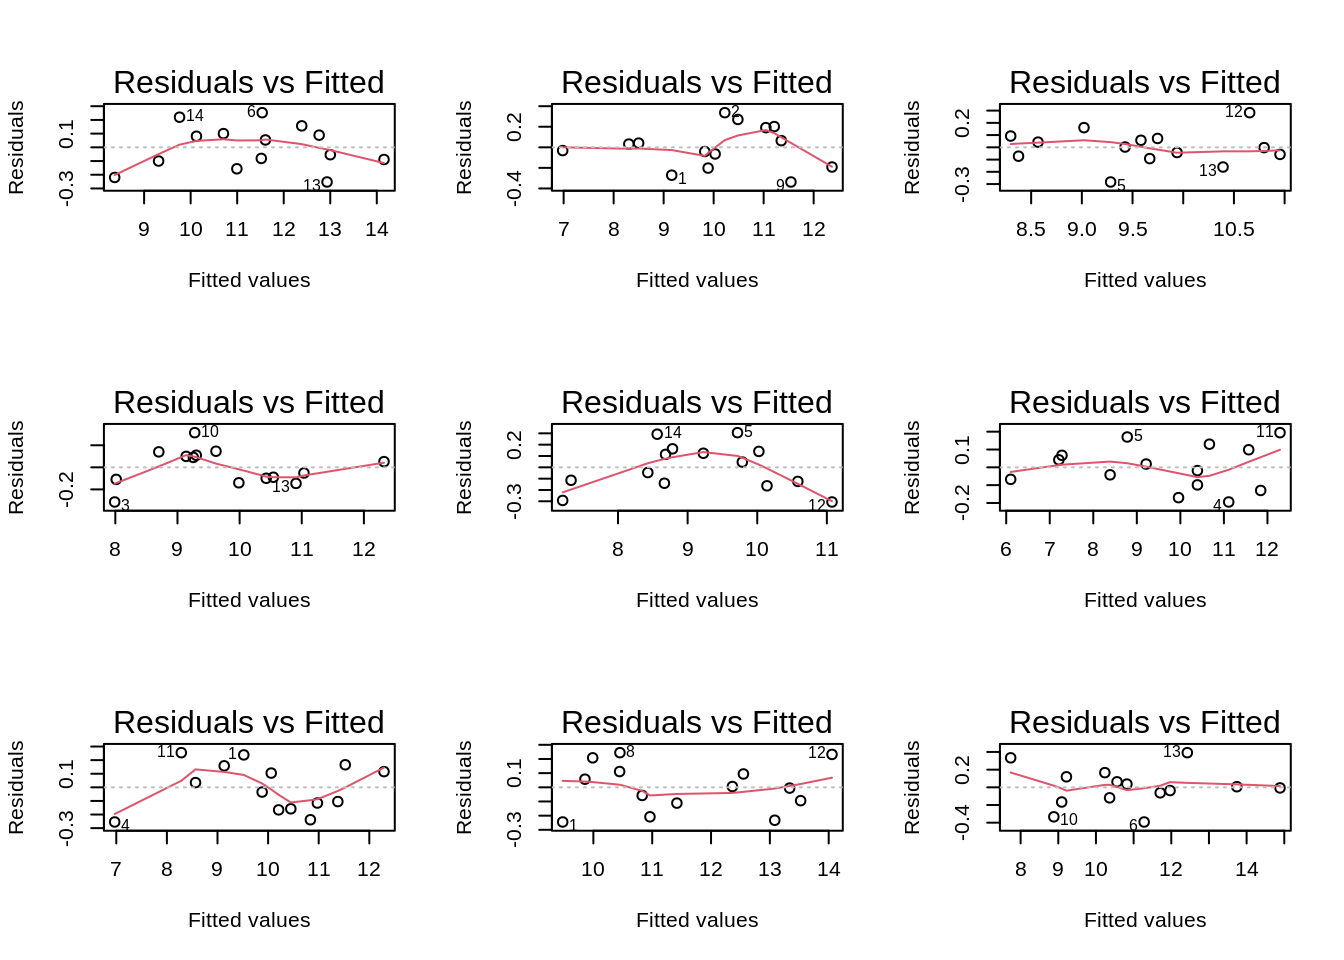 Residuals vs Fitted Residuals vs Fitted Residuals vs Fitted
Residuals 0.1 -0.3 14 6 13 Residuals 0.2 -0.4 2 1 9 Residuals 0.2 -0.3 12 13 5
9 10 11 12 13 14 7 8 9 10 11 12 8.5 9.0 9.5 10.5
Fitted values Fitted values Fitted values
Residuals vs Fitted Residuals vs Fitted Residuals vs Fitted
Residuals -0.2 10 13 3 Residuals 0.2 -0.3 14 5 12 Residuals 0.1 -0.2 5 11 4
8 9 10 11 12 8 9 10 11 6 7 8 9 10 11 12
Fitted values Fitted values Fitted values
Residuals vs Fitted Residuals vs Fitted Residuals vs Fitted
Residuals 0.1 -0.3 11 1 4 Residuals 0.1 -0.3 8 12 1 Residuals 0.2 -0.4 13 10 6
7 8 9 10 11 12 10 11 12 13 14 8 9 10 12 14
Fitted values Fitted values Fitted values